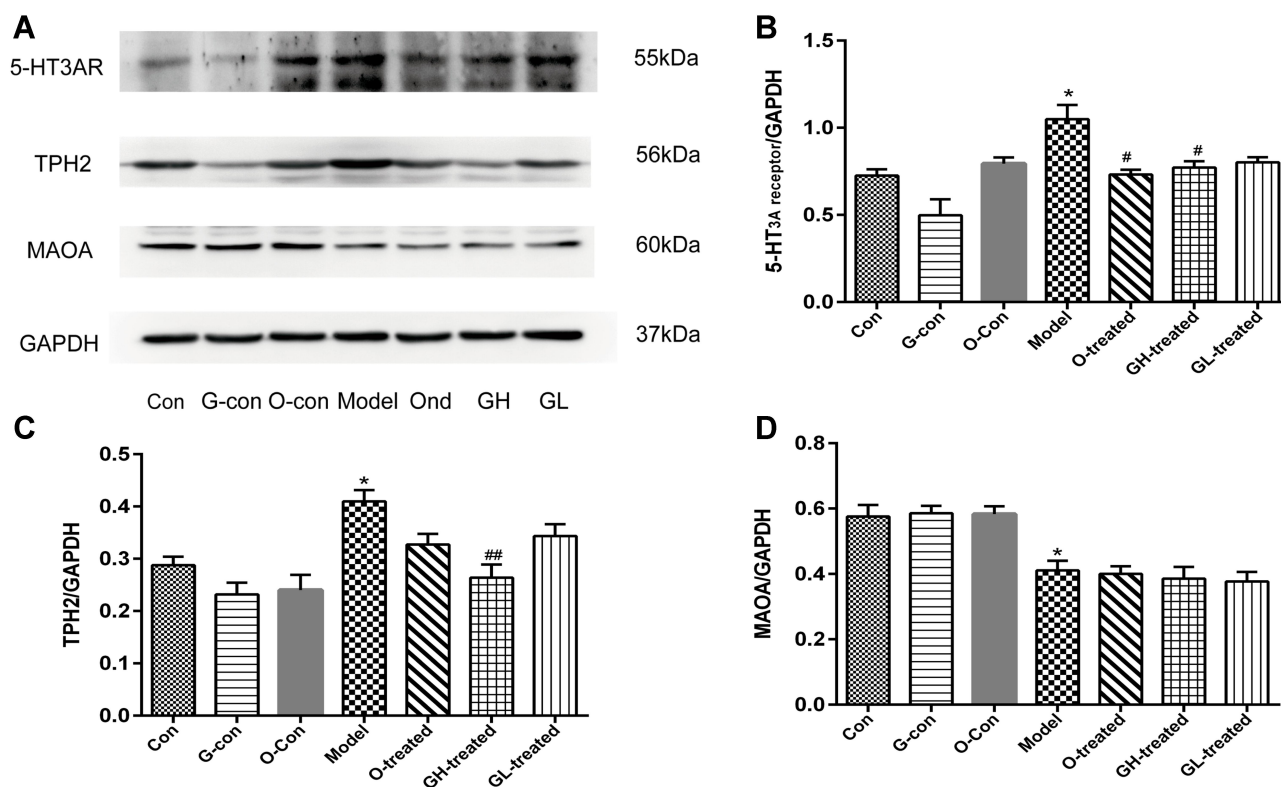 A
5-HT3AR
55kDa
TPH2
56kDa
MAOA
60kDa
GAPDH
37kDa
Con G-con O-con Model Ond GH GL
B
5-HT3A receptor/GAPDH
1.5
1.0
0.5
0.0
*
#
#
Con
G-con
O-Con
Model
O-treated
GH-treated
GL-treated
C
TPH2/GAPDH
0.5
0.4
0.3
0.2
0.1
0.0
*
##
Con
G-con
O-Con
Model
O-treated
GH-treated
GL-treated
D
MAOA/GAPDH
0.8
0.6
0.4
0.2
0.0
*
Con
G-con
O-Con
Model
O-treated
GH-treated
GL-treated